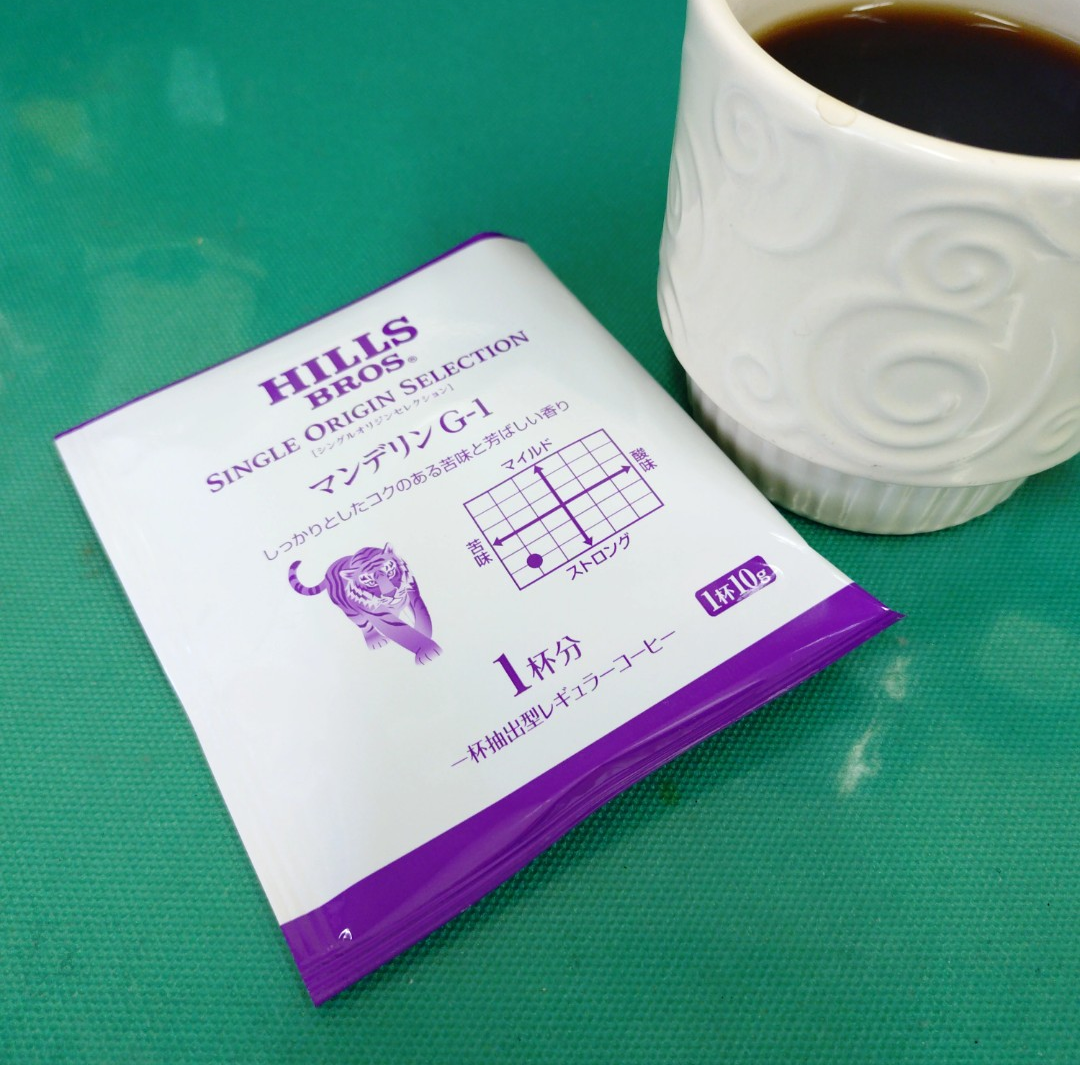 HILLS
BROS®
SINGLE ORIGIN SELECTION
[シングルオリジンセレクション]
マンデリン G-1
しっかりとしたコクのある苦味と芳ばしい香り
マイルド
酸味
苦味
ストロング
1杯10g
1杯分
一杯抽出型レギュラーコーヒー